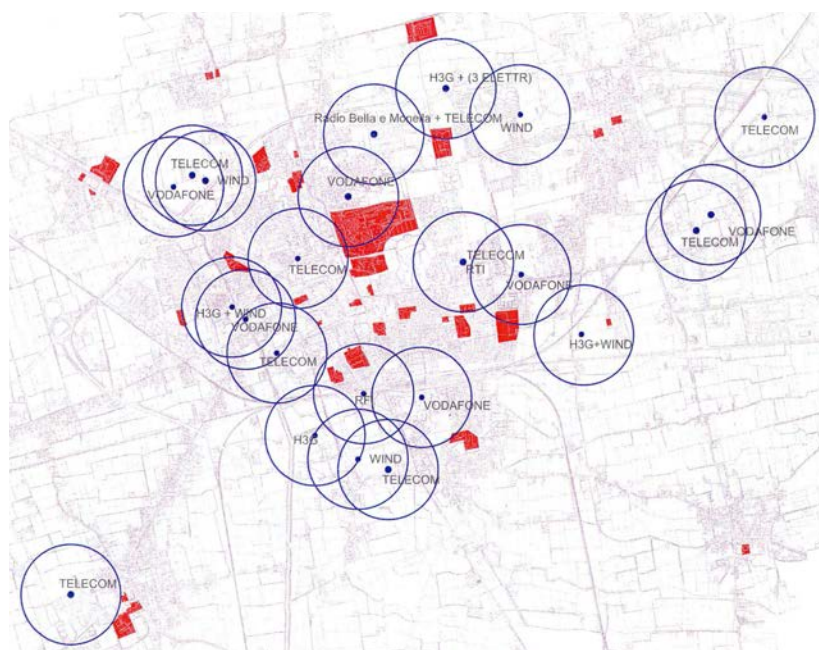 H3G + (3 ELETTR)
Radio Bella e Monella + TELECOM
WIND
TELECOM
TELECOM
WIND
VODAFONE
VODAFONE
VODAFONE
TELECOM
TELECOM
TELECOM
RTI
VODAFONE
H3G + WIND
VODAFONE
H3G+WIND
TELECOM
RFI
VODAFONE
H3G
WIND
TELECOM
TELECOM